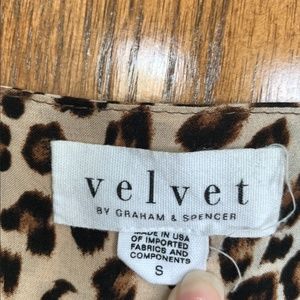 velvet
BY GRAHAM & SPENCER
MADE IN USA
OF IMPORTED
FABRICS AND
COMPONENTS
S